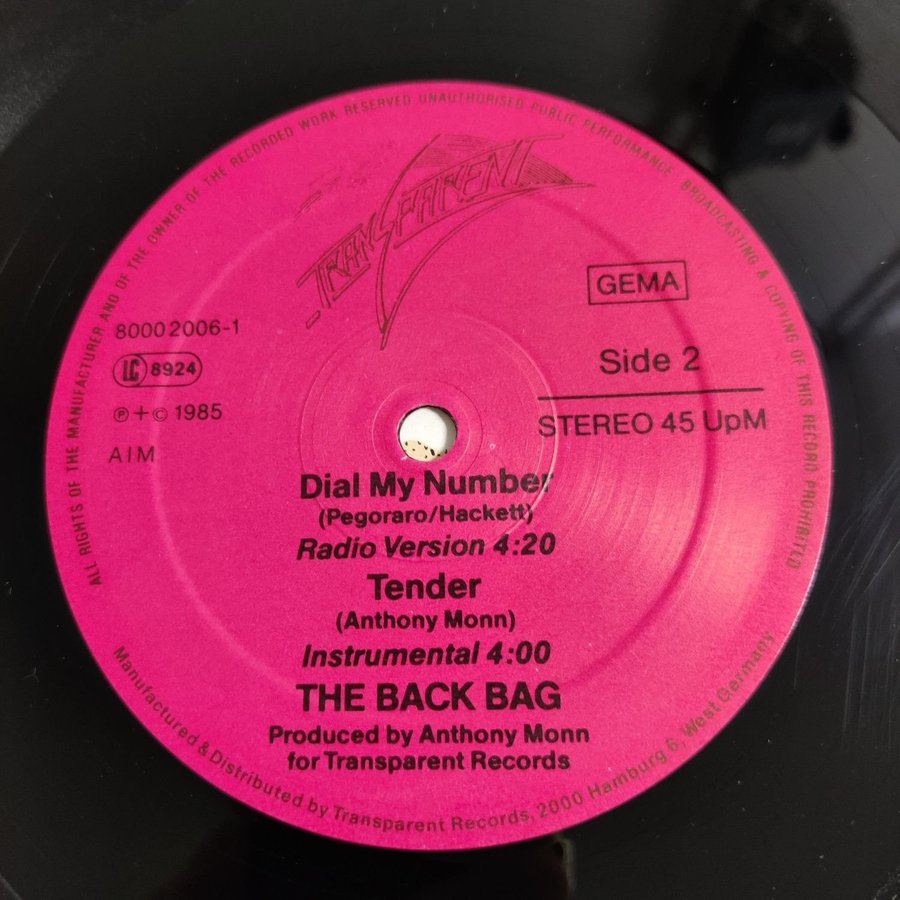 ALL RIGHTS OF THE MANUFACTURER AND OF THE OWNER OF THE RECORDED WORK RESERVED UNAUTHORISED PUBLIC PERFORMANCE BROADCASTING & COPYING OF THIS RECORD PROHIBITED
TRANSPARENT
GEMA
80002006-1
LC 8924
Side 2
℗+© 1985
STEREO 45 UpM
AIM
Dial My Number
(Pegoraro/Hackett)
Radio Version 4:20
Tender
(Anthony Monn)
Instrumental 4:00
THE BACK BAG
Produced by Anthony Monn
for Transparent Records
Manufactured & Distributed by Transparent Records, 2000 Hamburg 6, West Germany